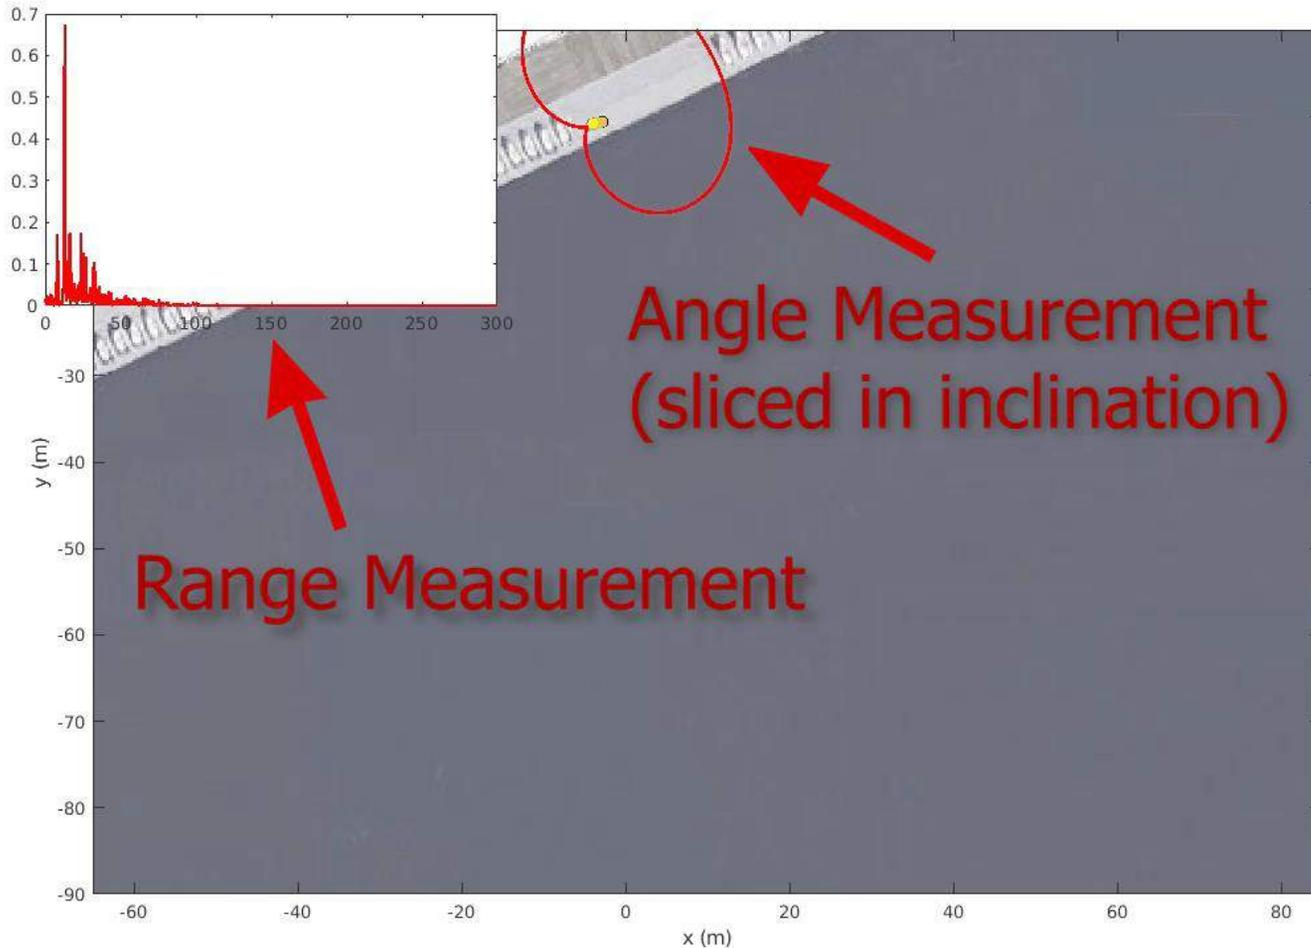 0.7
0.6
0.5
0.4
0.3
0.2
0.1
0
0 50 100 150 200 250 300
Angle Measurement
(sliced in inclination)
Range Measurement
-30
-40
-50
-60
-70
-80
-90
y (m)
-60 -40 -20 0 20 40 60 80
x (m)